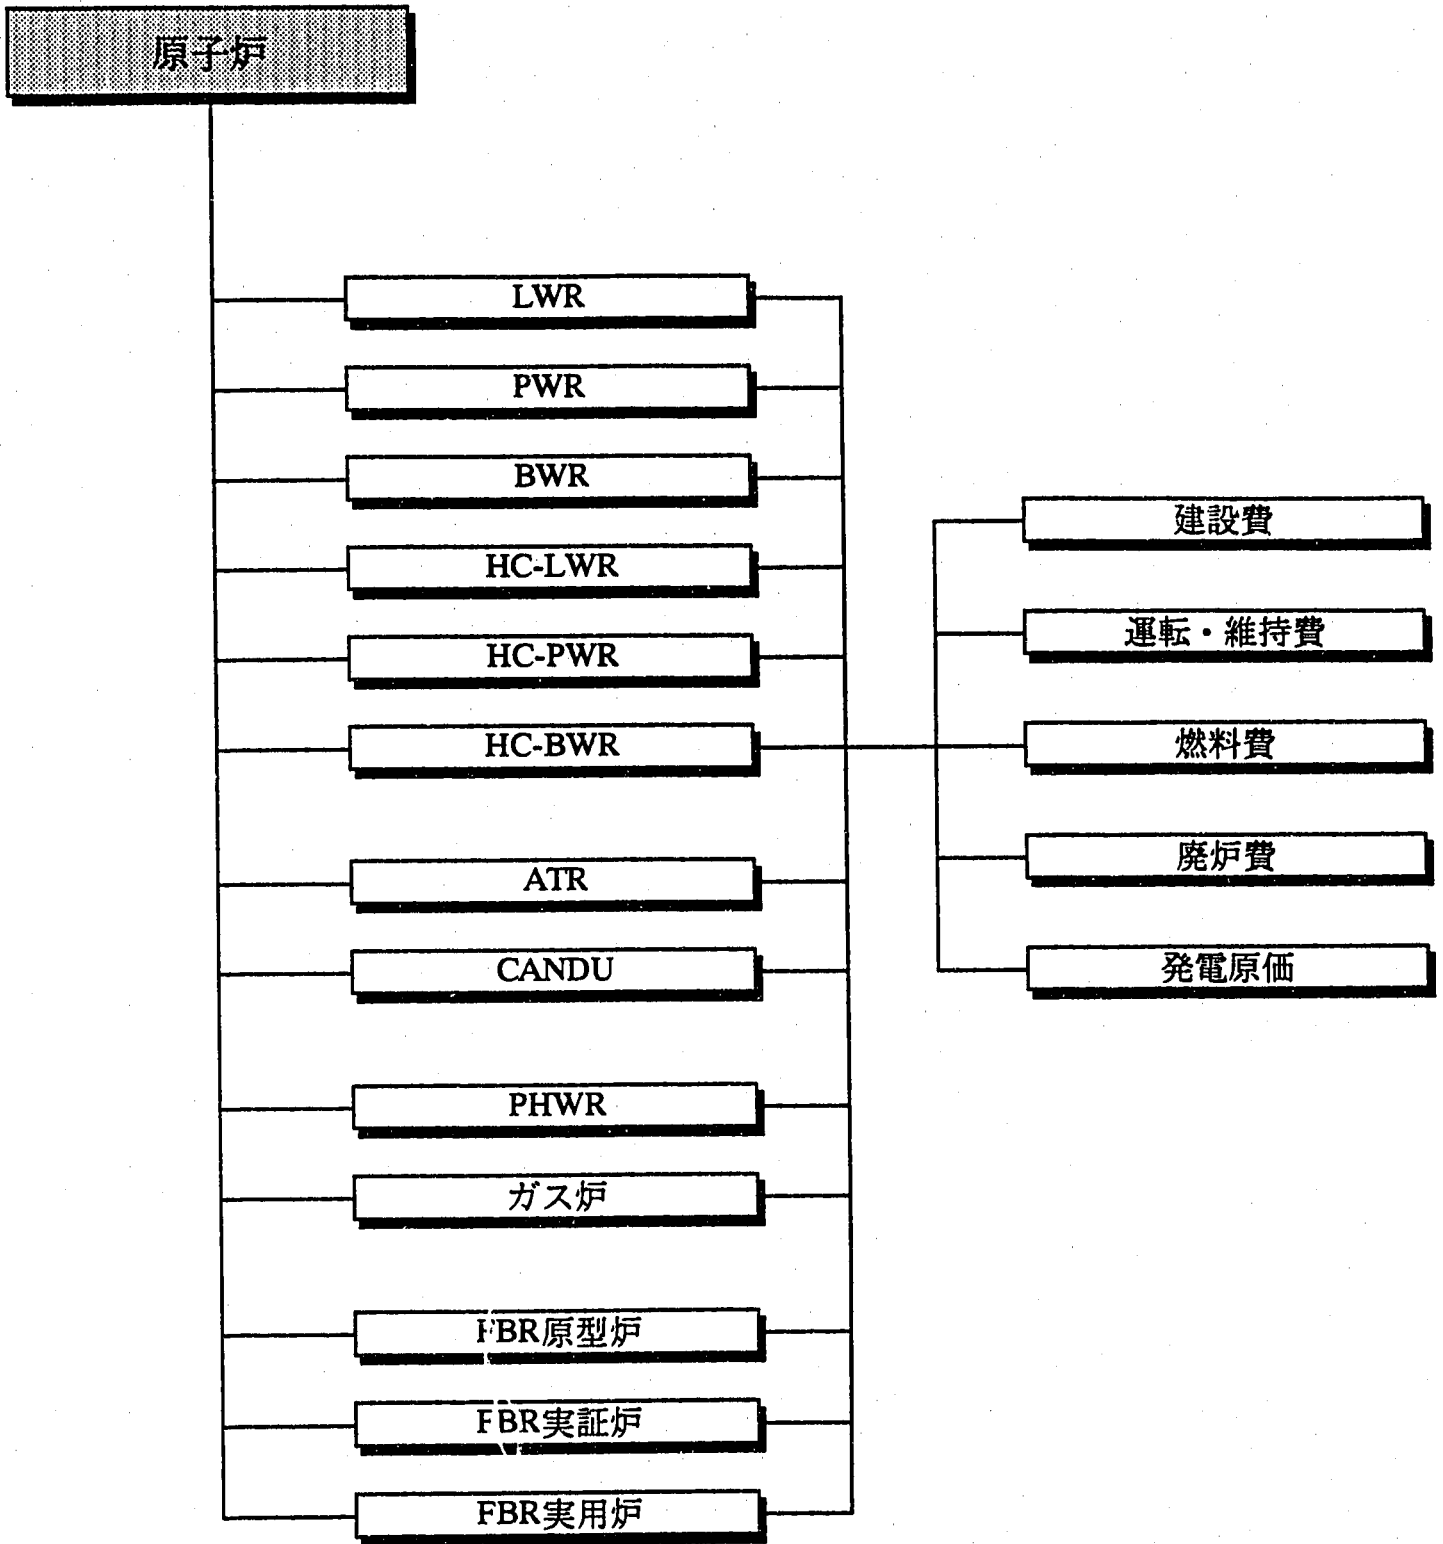 原子炉
LWR
PWR
BWR
HC-LWR
HC-PWR
HC-BWR
ATR
CANDU
PHWR
ガス炉
FBR原型炉
FBR実証炉
FBR実用炉
建設費
運転・維持費
燃料費
廃炉費
発電原価